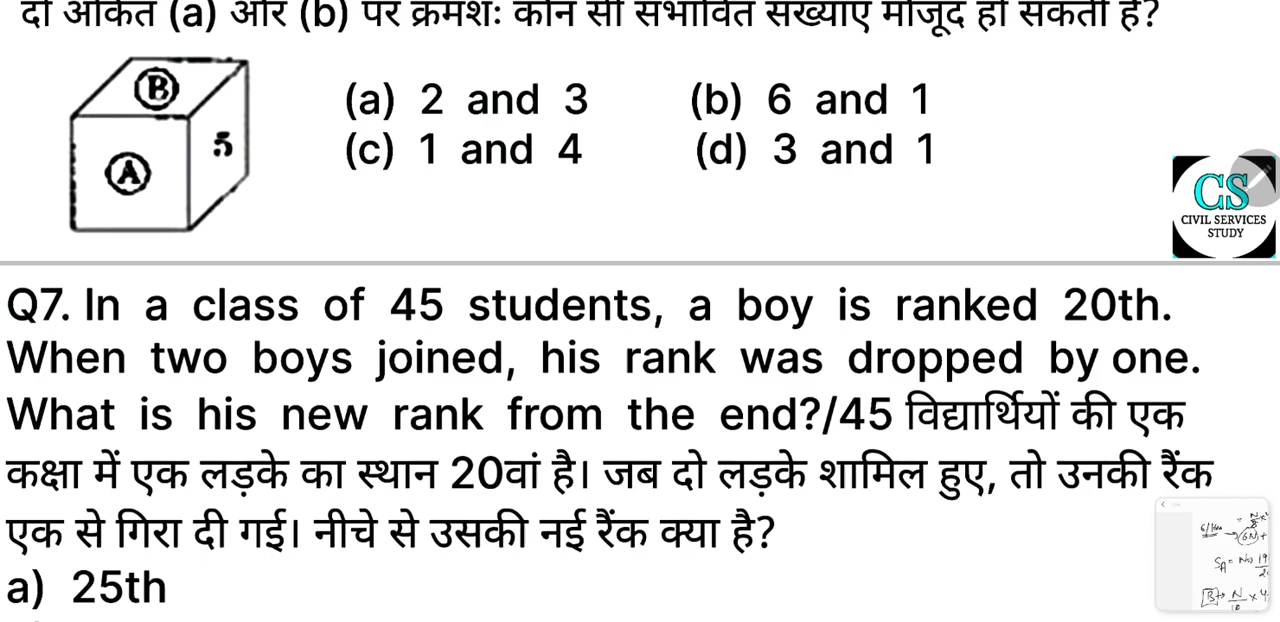 दो अंकित (a) और (b) पर क्रमशः कौन सी संभावित संख्याएँ मौजूद हो सकती हैं?
B
A
5
(a) 2 and 3 (b) 6 and 1
(c) 1 and 4 (d) 3 and 1
CS
CIVIL SERVICES
STUDY
Q7. In a class of 45 students, a boy is ranked 20th.
When two boys joined, his rank was dropped by one.
What is his new rank from the end?/45 विद्यार्थियों की एक
कक्षा में एक लड़के का स्थान 20वां है। जब दो लड़के शामिल हुए, तो उनकी रैंक
एक से गिरा दी गई। नीचे से उसकी नई रैंक क्या है?
a) 25th